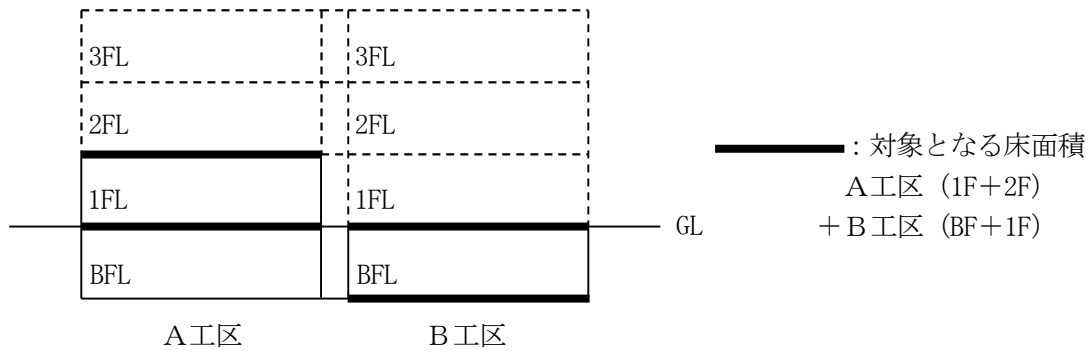 3FL 3FL
2FL 2FL
━━━:対象となる床面積
A工区(1F+2F)
1FL 1FL
GL
+B工区(BF+1F)
BFL BFL
A工区 B工区